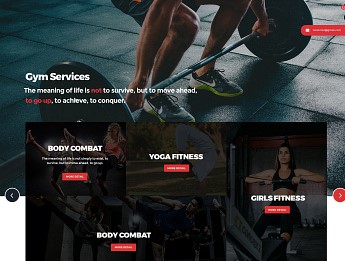 Gym Services
The meaning of life is not to survive, but to move ahead,
to go up, to achieve, to conquer.
BODY COMBAT
The meaning of life is not simply to exist, to
survive, but to move ahead, to go up.
MORE DETAIL
YOGA FITNESS
MORE DETAIL
GIRLS FITNESS
MORE DETAIL
BODY COMBAT
MORE DETAIL